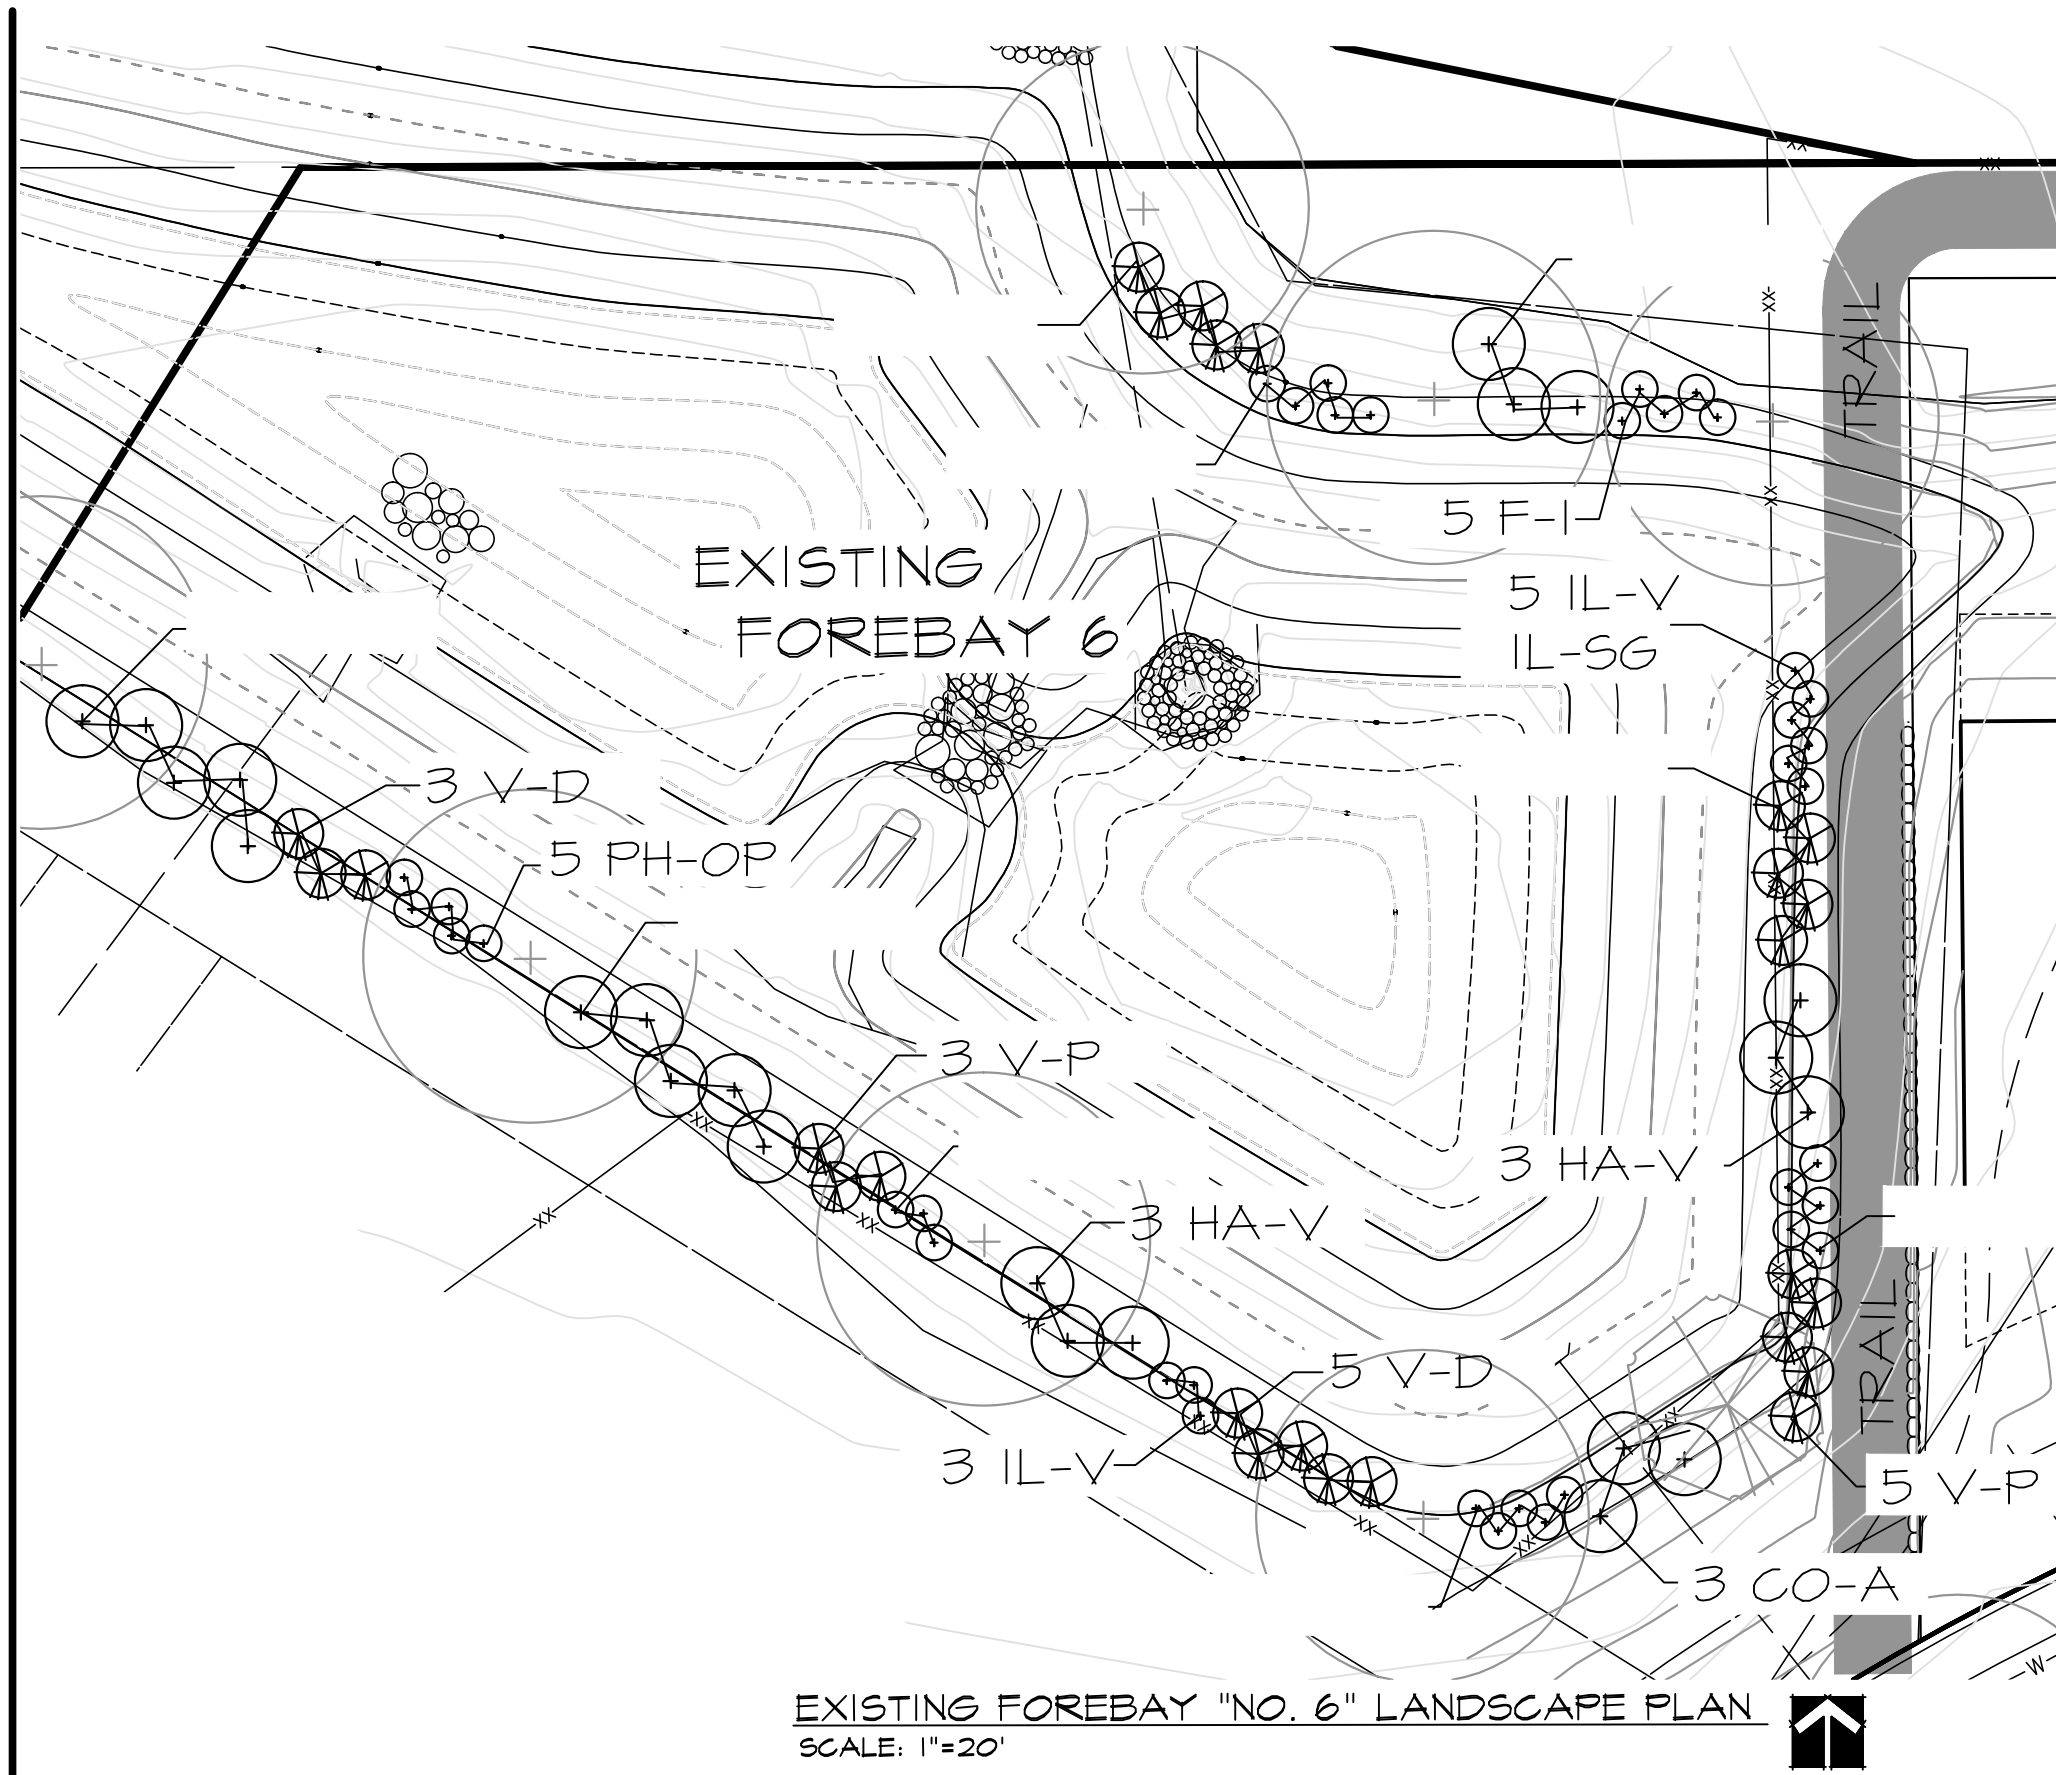 TRAIL
5 F-I
EXISTING
FOREBAY 6
5 IL-V
IL-SG
3 V-D
5 PH-OP
3 V-P
3 HA-V
3 HA-V
5 V-D
TRAIL
3 IL-V
5 V-P
3 CO-A
W
EXISTING FOREBAY "NO. 6" LANDSCAPE PLAN
SCALE: 1"=20'